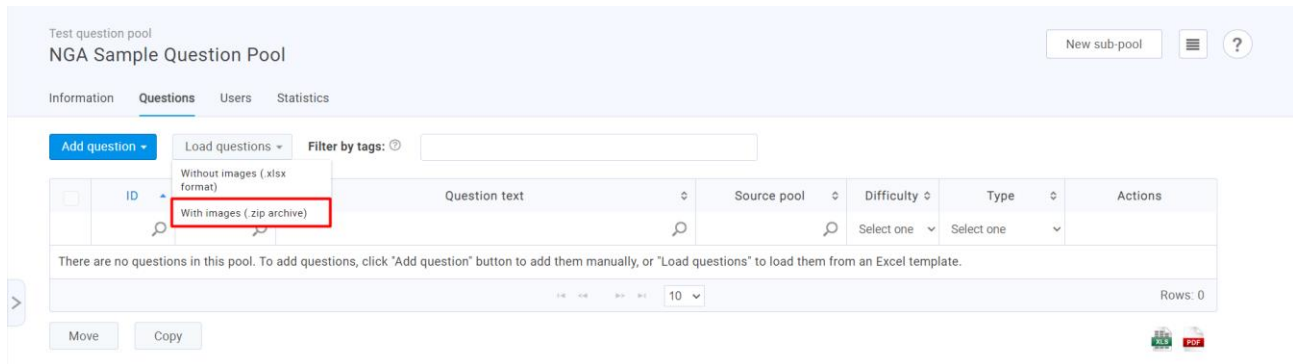 Test question pool
NGA Sample Question Pool
New sub-pool
?
Information Questions Users Statistics
Add question Load questions Filter by tags: ?
Without images (.xlsx
format)
With images (.zip archive)
ID Question text Source pool Difficulty Type Actions
Select one Select one
There are no questions in this pool. To add questions, click "Add question" button to add them manually, or "Load questions" to load them from an Excel template.
10 Rows: 0
>
Move Copy
XLS PDF